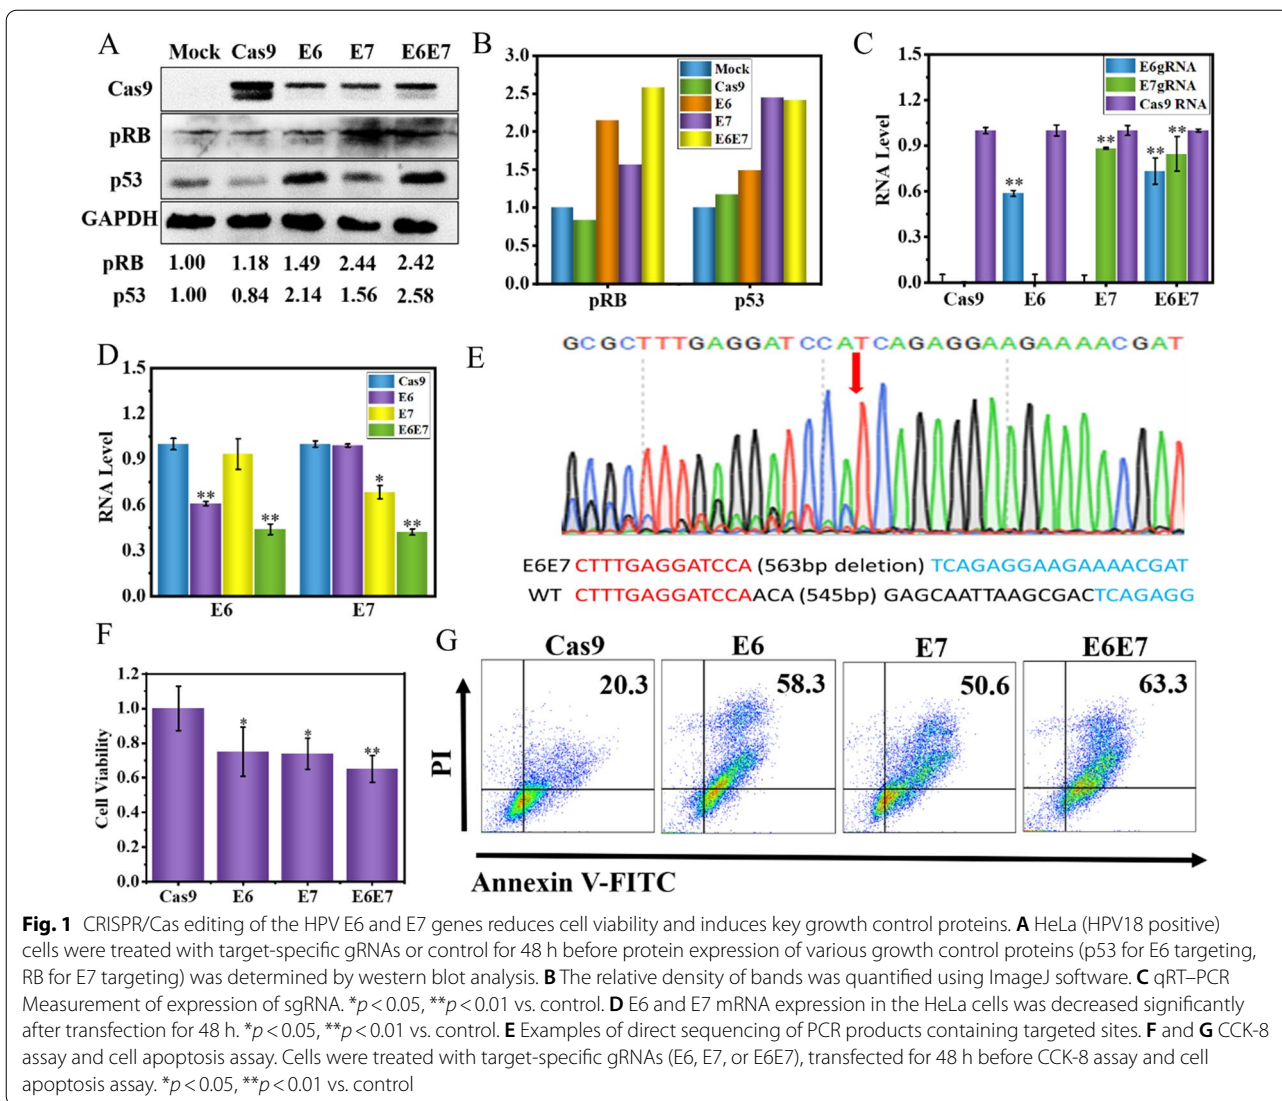 A
Mock Cas9 E6 E7 E6E7
Cas9
pRB
p53
GAPDH
pRB 1.00 1.18 1.49 2.44 2.42
p53 1.00 0.84 2.14 1.56 2.58
B
3.0
2.5
2.0
1.5
1.0
0.5
0.0
Mock
Cas9
E6
E7
E6E7
pRB p53
C
RNA Level
1.5
1.2
0.9
0.6
0.3
0.0
E6gRNA
E7gRNA
Cas9 RNA
** ** ** **
Cas9 E6 E7 E6E7
D
RNA Level
1.5
1.2
0.9
0.6
0.3
0.0
Cas9
E6
E7
E6E7
** ** * **
E6 E7
E
GCGCTTTGAGGATCCATCAGAGGAAGAAAACGAT
E6E7 CTTTGAGGATCCA (563bp deletion) TCAGAGGAAGAAAACGAT
WT CTTTGAGGATCCAACA (545bp) GAGCAATTAAGCGACTCAGAGG
F
Cell Viability
1.2
1.0
0.8
0.6
0.4
0.2
0.0
* * **
Cas9 E6 E7 E6E7
G
Cas9 E6 E7 E6E7
20.3 58.3 50.6 63.3
PI
Annexin V-FITC
Fig. 1 CRISPR/Cas editing of the HPV E6 and E7 genes reduces cell viability and induces key growth control proteins. A HeLa (HPV18 positive)
cells were treated with target-specific gRNAs or control for 48 h before protein expression of various growth control proteins (p53 for E6 targeting,
RB for E7 targeting) was determined by western blot analysis. B The relative density of bands was quantified using ImageJ software. C qRT–PCR
Measurement of expression of sgRNA. *p < 0.05, **p < 0.01 vs. control. D E6 and E7 mRNA expression in the HeLa cells was decreased significantly
after transfection for 48 h. *p < 0.05, **p < 0.01 vs. control. E Examples of direct sequencing of PCR products containing targeted sites. F and G CCK-8
assay and cell apoptosis assay. Cells were treated with target-specific gRNAs (E6, E7, or E6E7), transfected for 48 h before CCK-8 assay and cell
apoptosis assay. *p < 0.05, **p < 0.01 vs. control